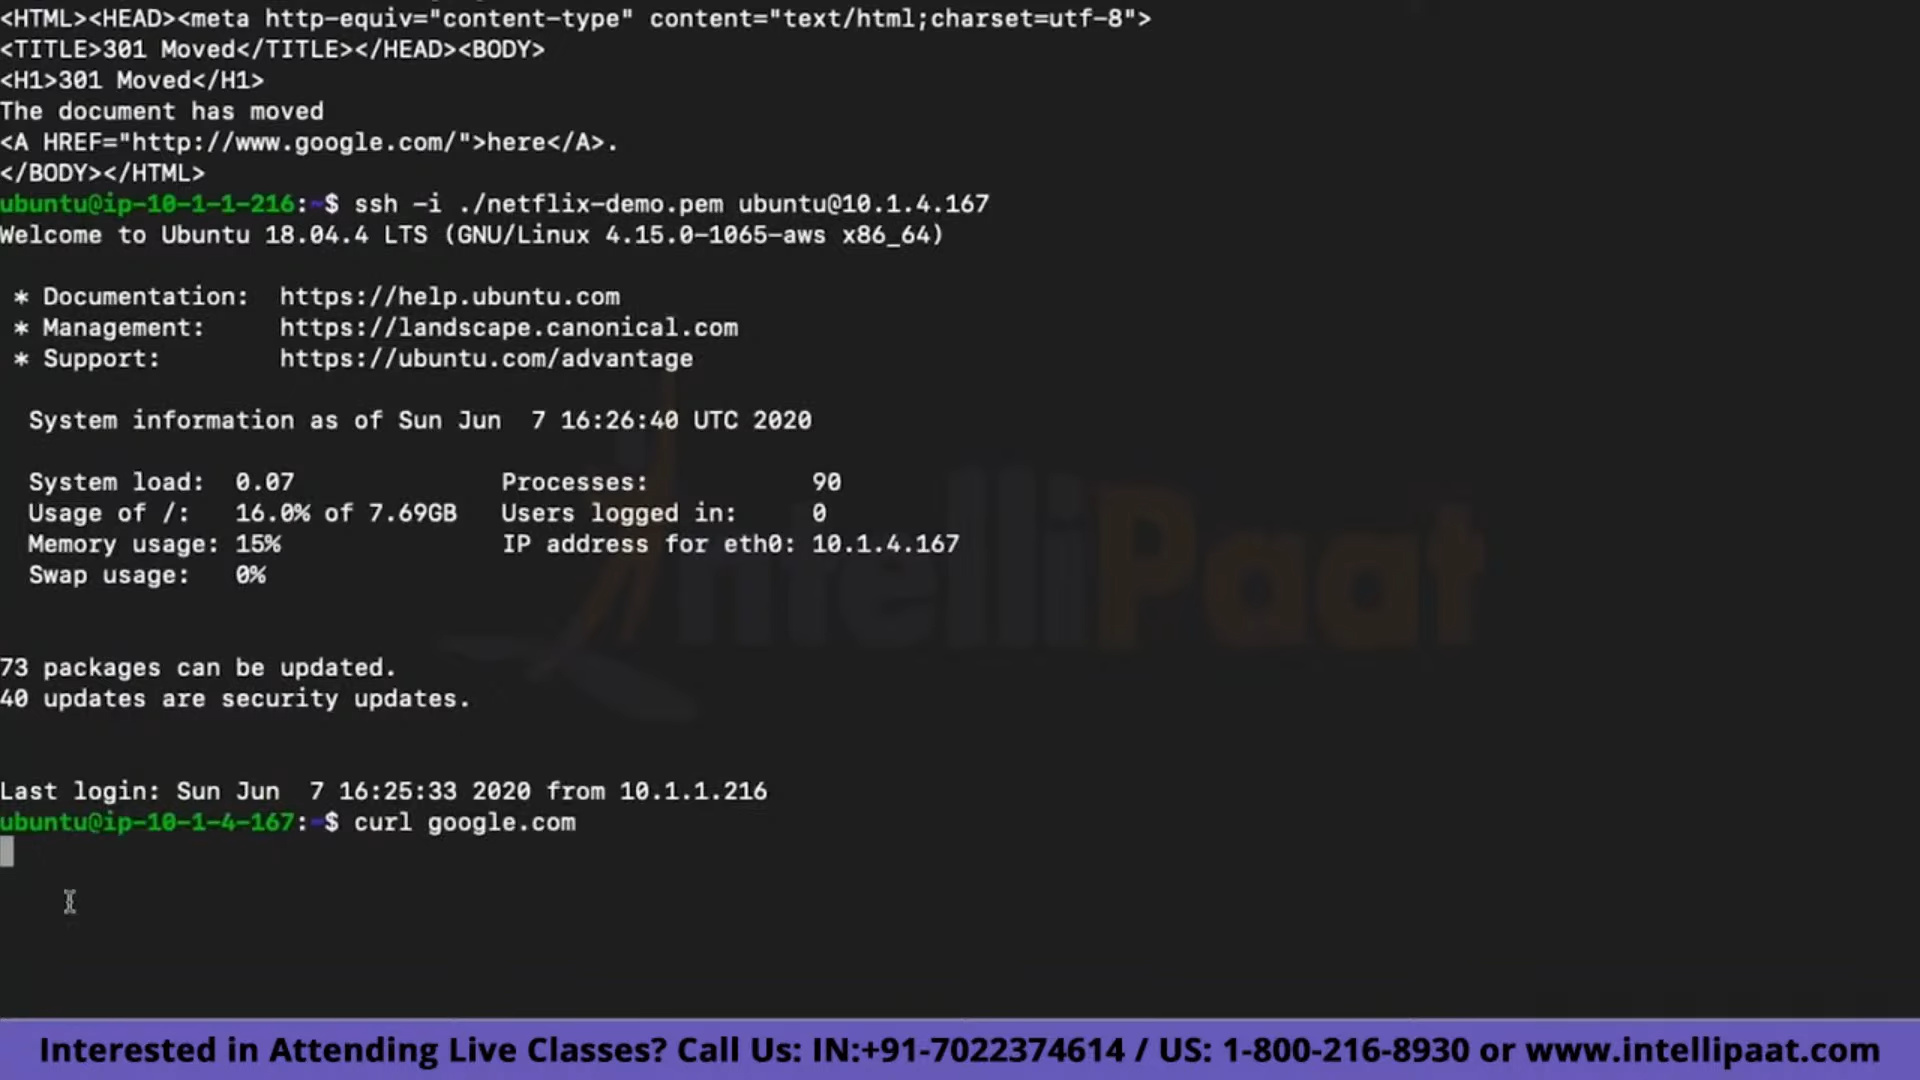 <HTML><HEAD><meta http-equiv="content-type" content="text/html;charset=utf-8">
<TITLE>301 Moved</TITLE></HEAD><BODY>
<H1>301 Moved</H1>
The document has moved
<A HREF="http://www.google.com/">here</A>.
</BODY></HTML>
ubuntu@ip-10-1-1-216:~$ ssh -i ./netflix-demo.pem ubuntu@10.1.4.167
Welcome to Ubuntu 18.04.4 LTS (GNU/Linux 4.15.0-1065-aws x86_64)
* Documentation: https://help.ubuntu.com
* Management: https://landscape.canonical.com
* Support: https://ubuntu.com/advantage
System information as of Sun Jun 7 16:26:40 UTC 2020
System load: 0.07 Processes: 90
Usage of /: 16.0% of 7.69GB Users logged in: 0
Memory usage: 15% IP address for eth0: 10.1.4.167
Swap usage: 0%
IntelliPaat
73 packages can be updated.
40 updates are security updates.
Last login: Sun Jun 7 16:25:33 2020 from 10.1.1.216
ubuntu@ip-10-1-4-167:~$ curl google.com
Interested in Attending Live Classes? Call Us: IN:+91-7022374614 / US: 1-800-216-8930 or www.intellipaat.com